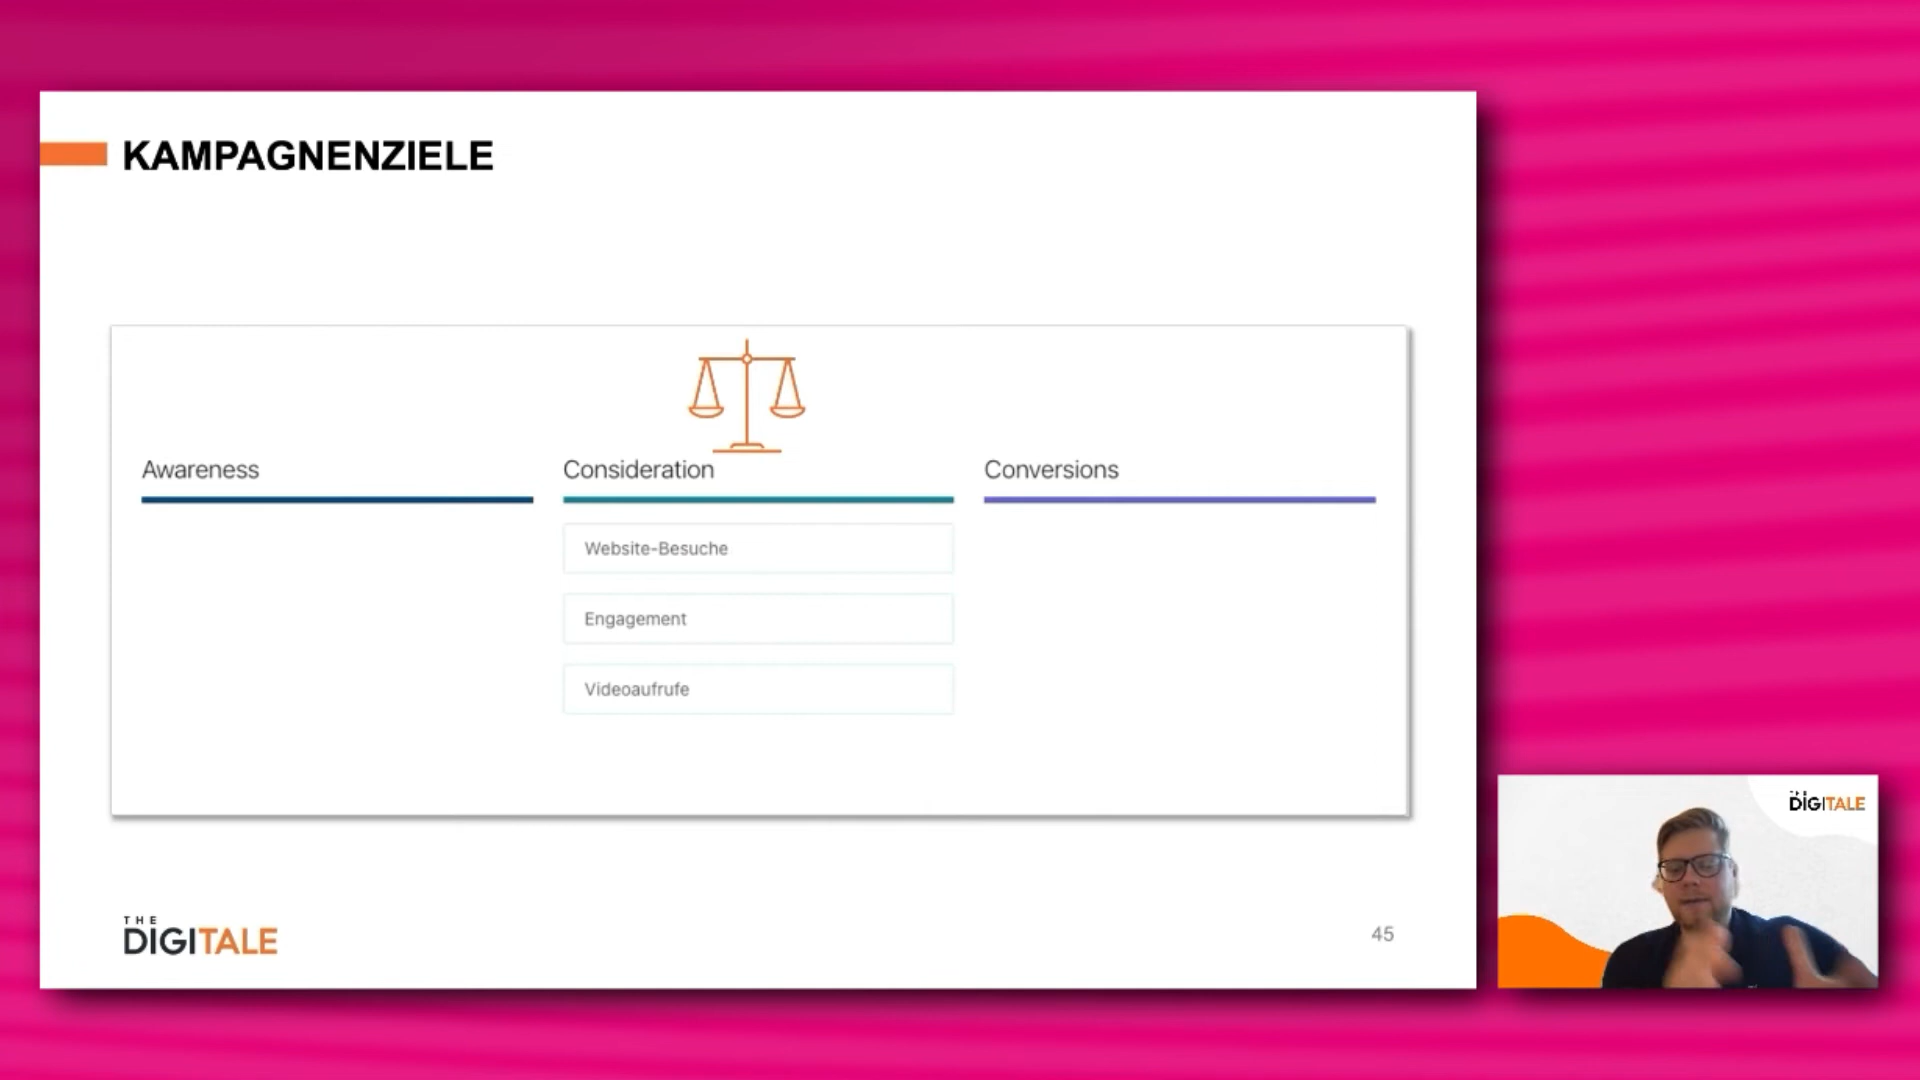 KAMPAGNENZIELE
Awareness
Consideration
Conversions
Website-Besuche
Engagement
Videoaufrufe
THE
DIGITALE
45
DIGITALE